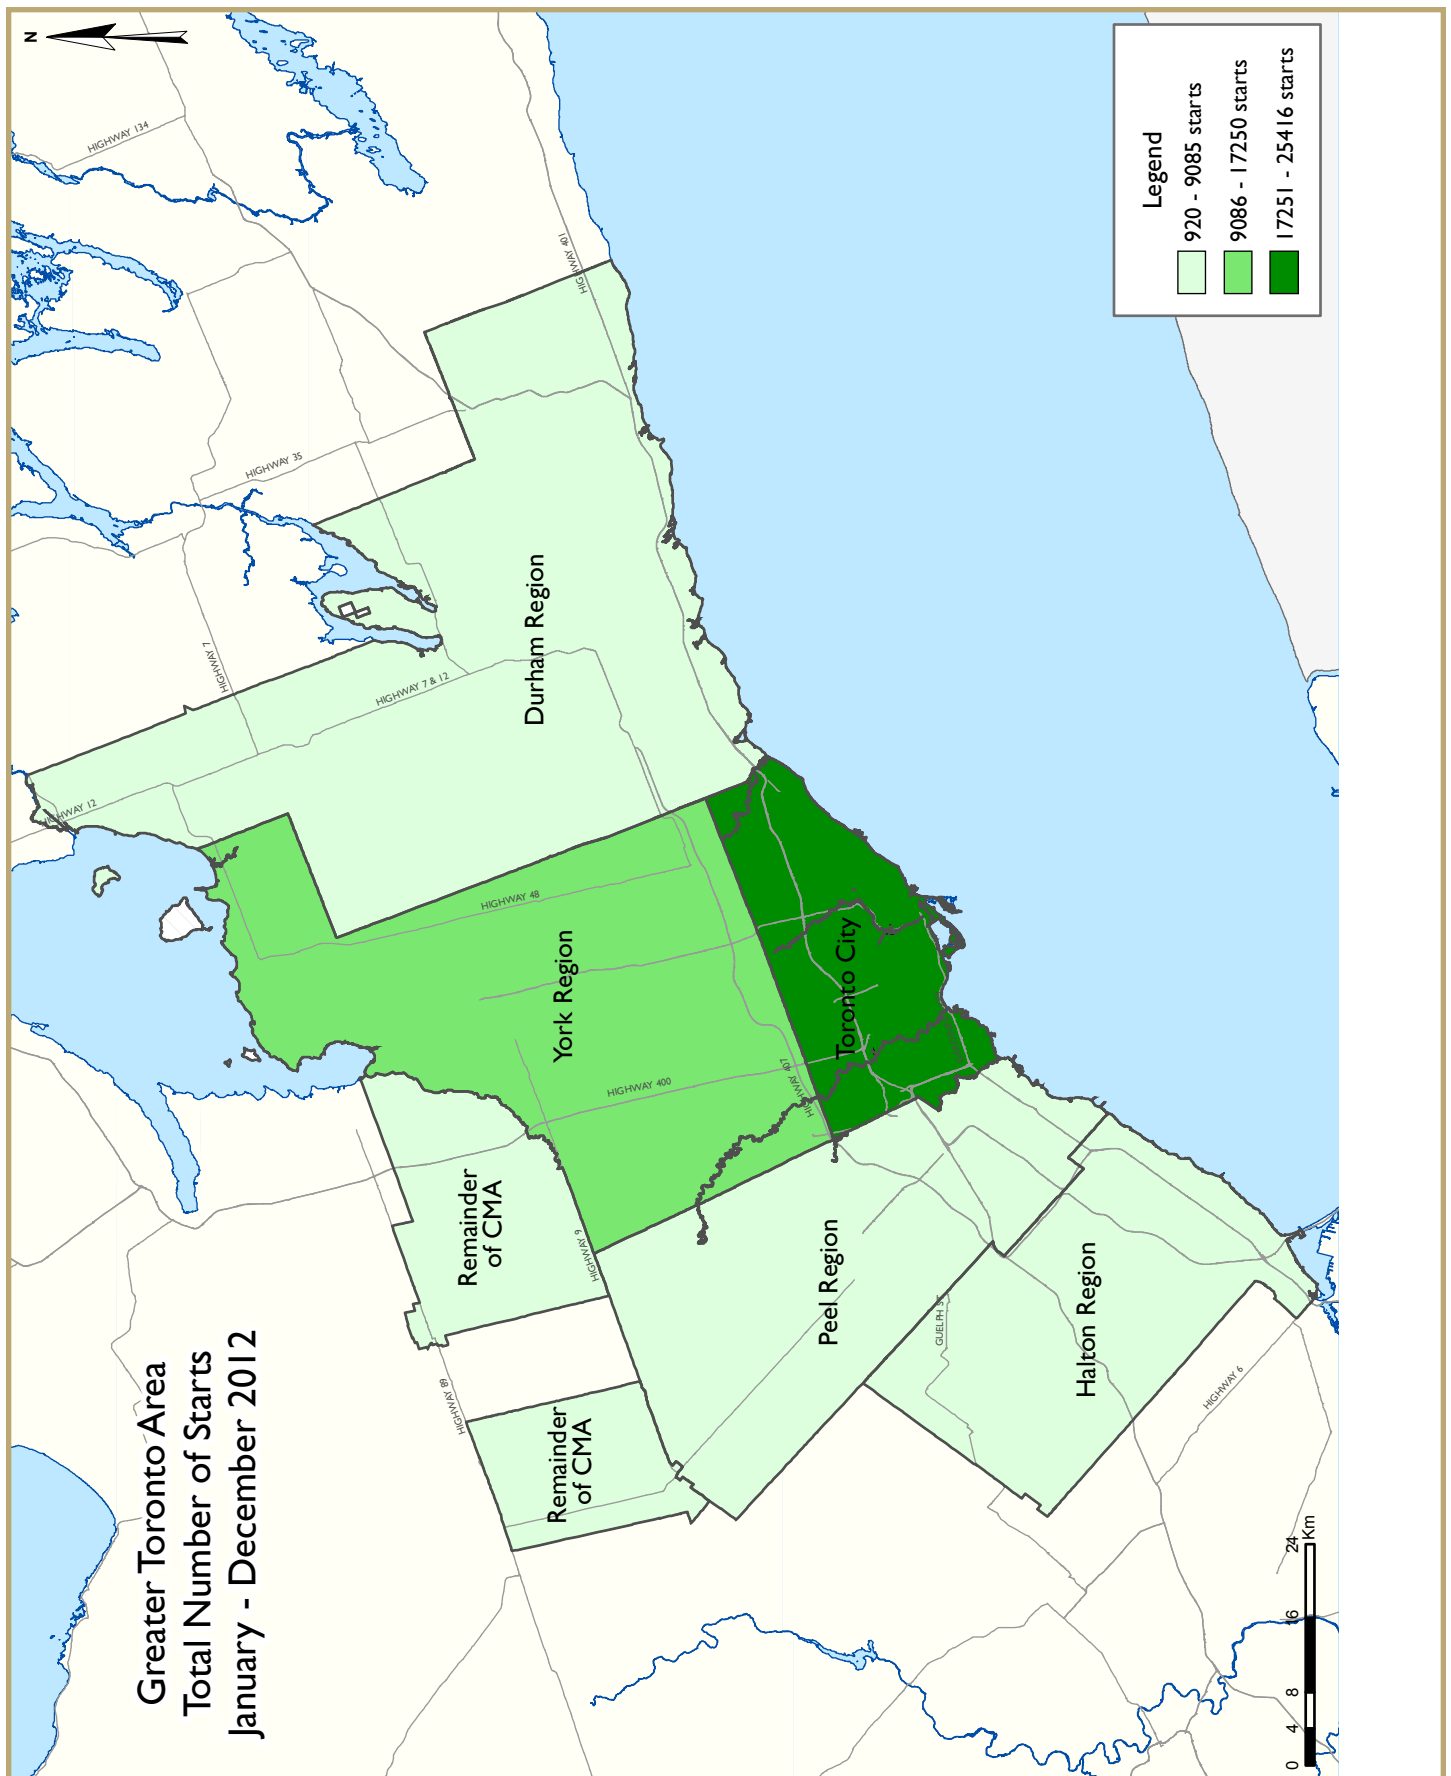 Greater Toronto Area
Total Number of Starts
January - December 2012
N
HIGHWAY 134
HIGHWAY 401
HIGHWAY 35
HIGHWAY 7
HIGHWAY 7 & 12
HIGHWAY 12
Durham Region
HIGHWAY 48
York Region
HIGHWAY 400
HIGHWAY 407
Toronto City
Remainder
of CMA
HIGHWAY 9
HIGHWAY 89
Remainder
of CMA
Peel Region
GUELPH ST
Halton Region
HIGHWAY 6
Legend
920 - 9085 starts
9086 - 17250 starts
17251 - 25416 starts
0 4 8 16 24
Km